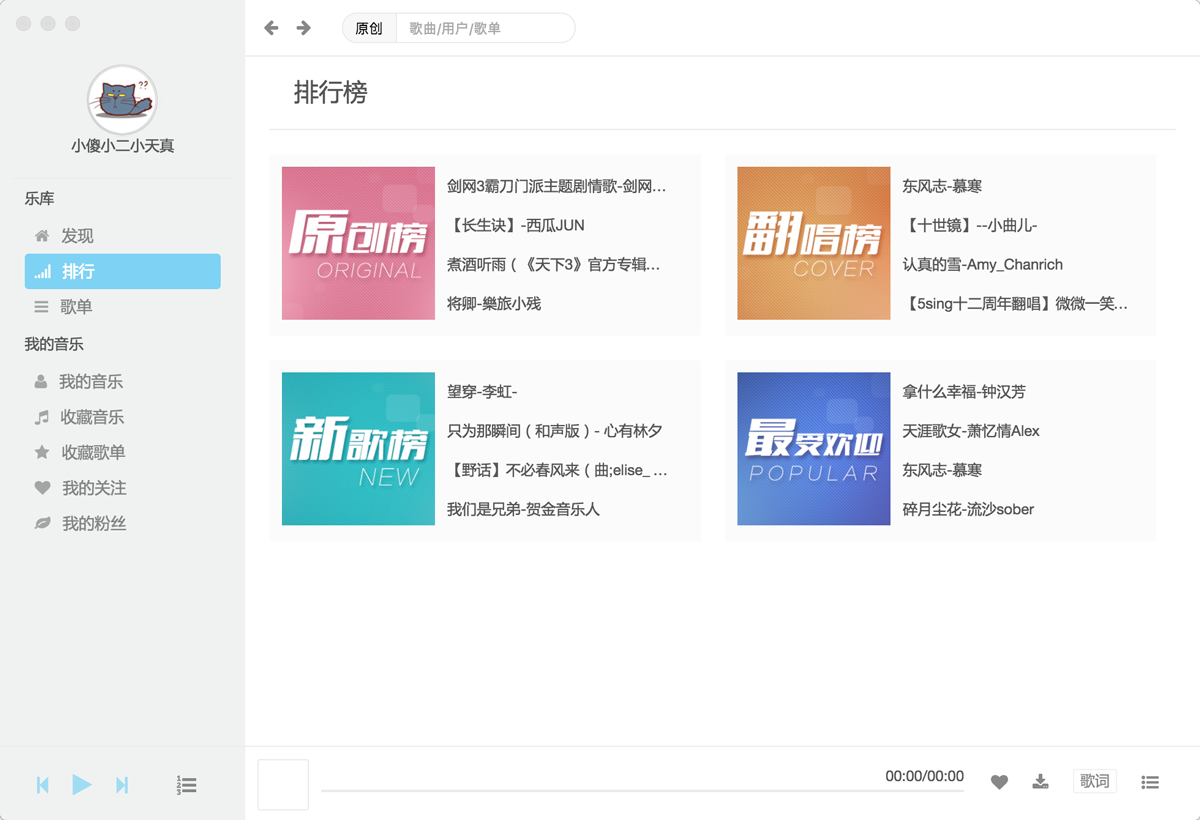 原创 歌曲/用户/歌单
??
小傻小二小天真
乐库
发现
排行
歌单
我的音乐
我的音乐
收藏音乐
收藏歌单
我的关注
我的粉丝
排行榜
原创榜
ORIGINAL
剑网3霸刀门派主题剧情歌-剑网...
【长生诀】-西瓜JUN
煮酒听雨（《天下3》官方专辑...
将卿-樂旅小残
翻唱榜
COVER
东风志-慕寒
【十世镜】--小曲儿-
认真的雪-Amy_Chanrich
【5sing十二周年翻唱】微微一笑...
新歌榜
NEW
望穿-李虹-
只为那瞬间（和声版）- 心有林夕
【野话】不必春风来（曲;elise_ ...
我们是兄弟-贺金音乐人
最受欢迎
POPULAR
拿什么幸福-钟汉芳
天涯歌女-萧忆情Alex
东风志-慕寒
碎月尘花-流沙sober
1
2
3
00:00/00:00
歌词